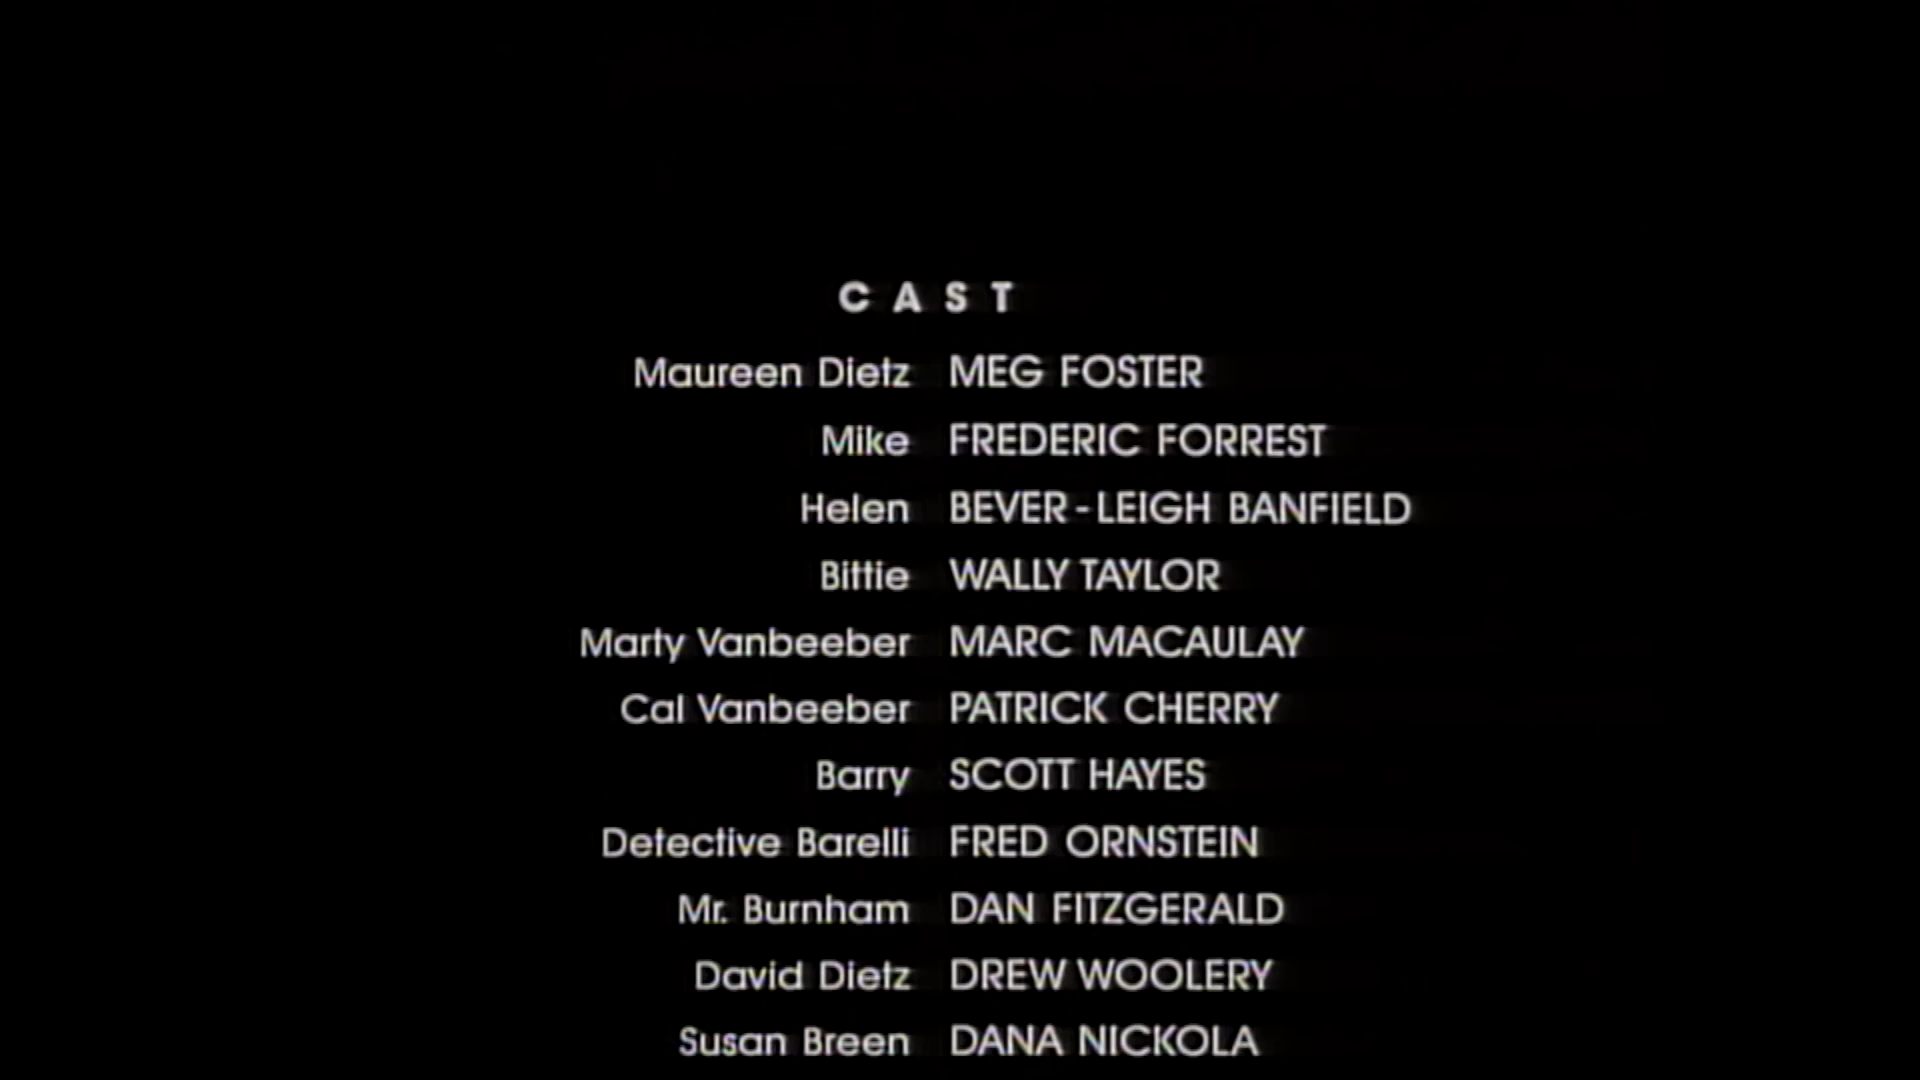 CAST
Maureen Dietz MEG FOSTER
Mike FREDERIC FORREST
Helen BEVER-LEIGH BANFIELD
Bittie WALLY TAYLOR
Marty Vanbeeber MARC MACAULAY
Cal Vanbeeber PATRICK CHERRY
Barry SCOTT HAYES
Detective Barelli FRED ORNSTEIN
Mr. Burnham DAN FITZGERALD
David Dietz DREW WOOLERY
Susan Breen DANA NICKOLA